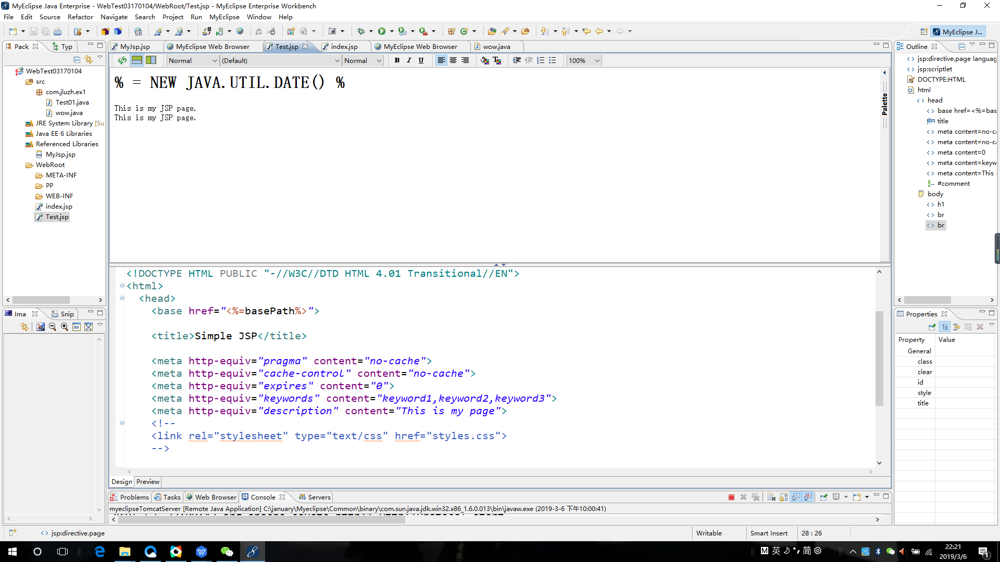 MyEclipse Java Enterprise - WebTest03170104/WebRoot/Test.jsp - MyEclipse Enterprise Workbench
File Edit Source Refactor Navigate Search Project Run MyEclipse Window Help
MyEclipse J...
Pack Typ
WebTest03170104
src
com.jluzh.ex1
Test01.java
wow.java
JRE System Library [Su
Java EE 6 Libraries
Referenced Libraries
MyJsp.jsp
WebRoot
META-INF
PP
WEB-INF
index.jsp
Test.jsp
Ima Snip
MyJsp.jsp MyEclipse Web Browser Test.jsp index.jsp MyEclipse Web Browser wow.java
Normal (Default) Normal B I U 100%
% = NEW JAVA.UTIL.DATE() %
This is my JSP page.
This is my JSP page.
Palette
<!DOCTYPE HTML PUBLIC "-//W3C//DTD HTML 4.01 Transitional//EN">
<html>
<head>
<base href="<%=basePath%>">
<title>Simple JSP</title>
<meta http-equiv="pragma" content="no-cache">
<meta http-equiv="cache-control" content="no-cache">
<meta http-equiv="expires" content="0">
<meta http-equiv="keywords" content="keyword1,keyword2,keyword3">
<meta http-equiv="description" content="This is my page">
<!--
<link rel="stylesheet" type="text/css" href="styles.css">
-->
Design Preview
Problems Tasks Web Browser Console Servers
myeclipseTomcatServer [Remote Java Application] C:\january\Myeclipse\Common\binary\com.sun.java.jdk.win32.x86_1.6.0.013\bin\javaw.exe (2019-3-6 下午10:00:41)
Outline
jsp:directive.page languag
jsp:scriptlet
DOCTYPE:HTML
html
head
base href=<%=bas
title
meta content=no-ca
meta content=no-ca
meta content=0
meta content=keyw
meta content=This i
#comment
body
h1
br
br
Properties
Property Value
General
class
clear
id
style
title
jsp:directive.page
Writable Smart Insert 28 : 26
M 英 简
22:21
2019/3/6
1